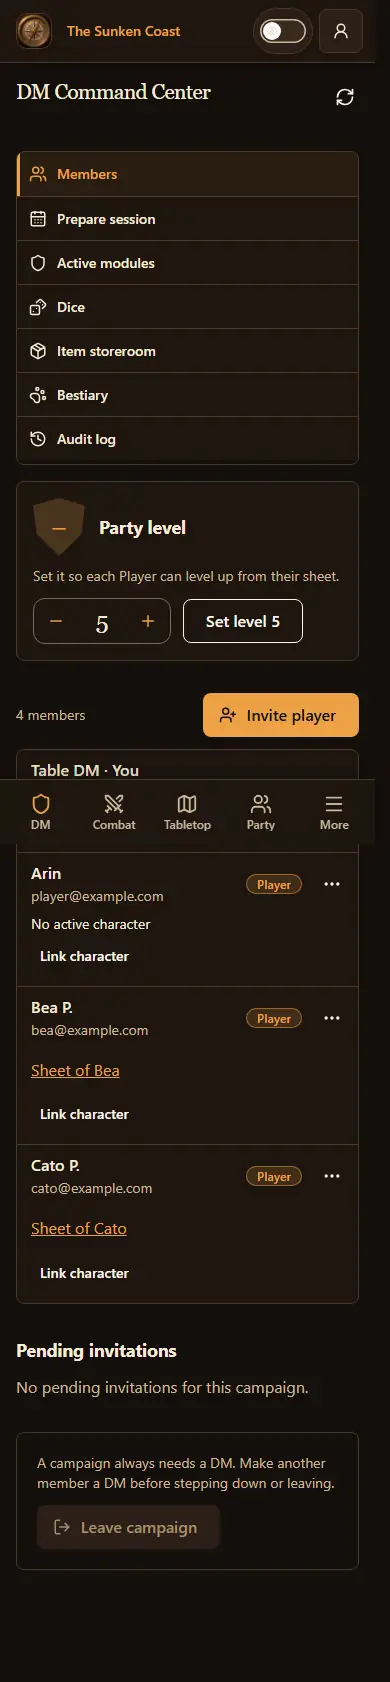 The Sunken Coast
DM Command Center
Members
Prepare session
Active modules
Dice
Item storeroom
Bestiary
Audit log
Party level
Set it so each Player can level up from their sheet.
− 5 +
Set level 5
4 members
Invite player
Table DM · You
DM
Combat
Tabletop
Party
More
Arin
player@example.com
Player
No active character
Link character
Bea P.
bea@example.com
Player
Sheet of Bea
Link character
Cato P.
cato@example.com
Player
Sheet of Cato
Link character
Pending invitations
No pending invitations for this campaign.
A campaign always needs a DM. Make another
member a DM before stepping down or leaving.
Leave campaign